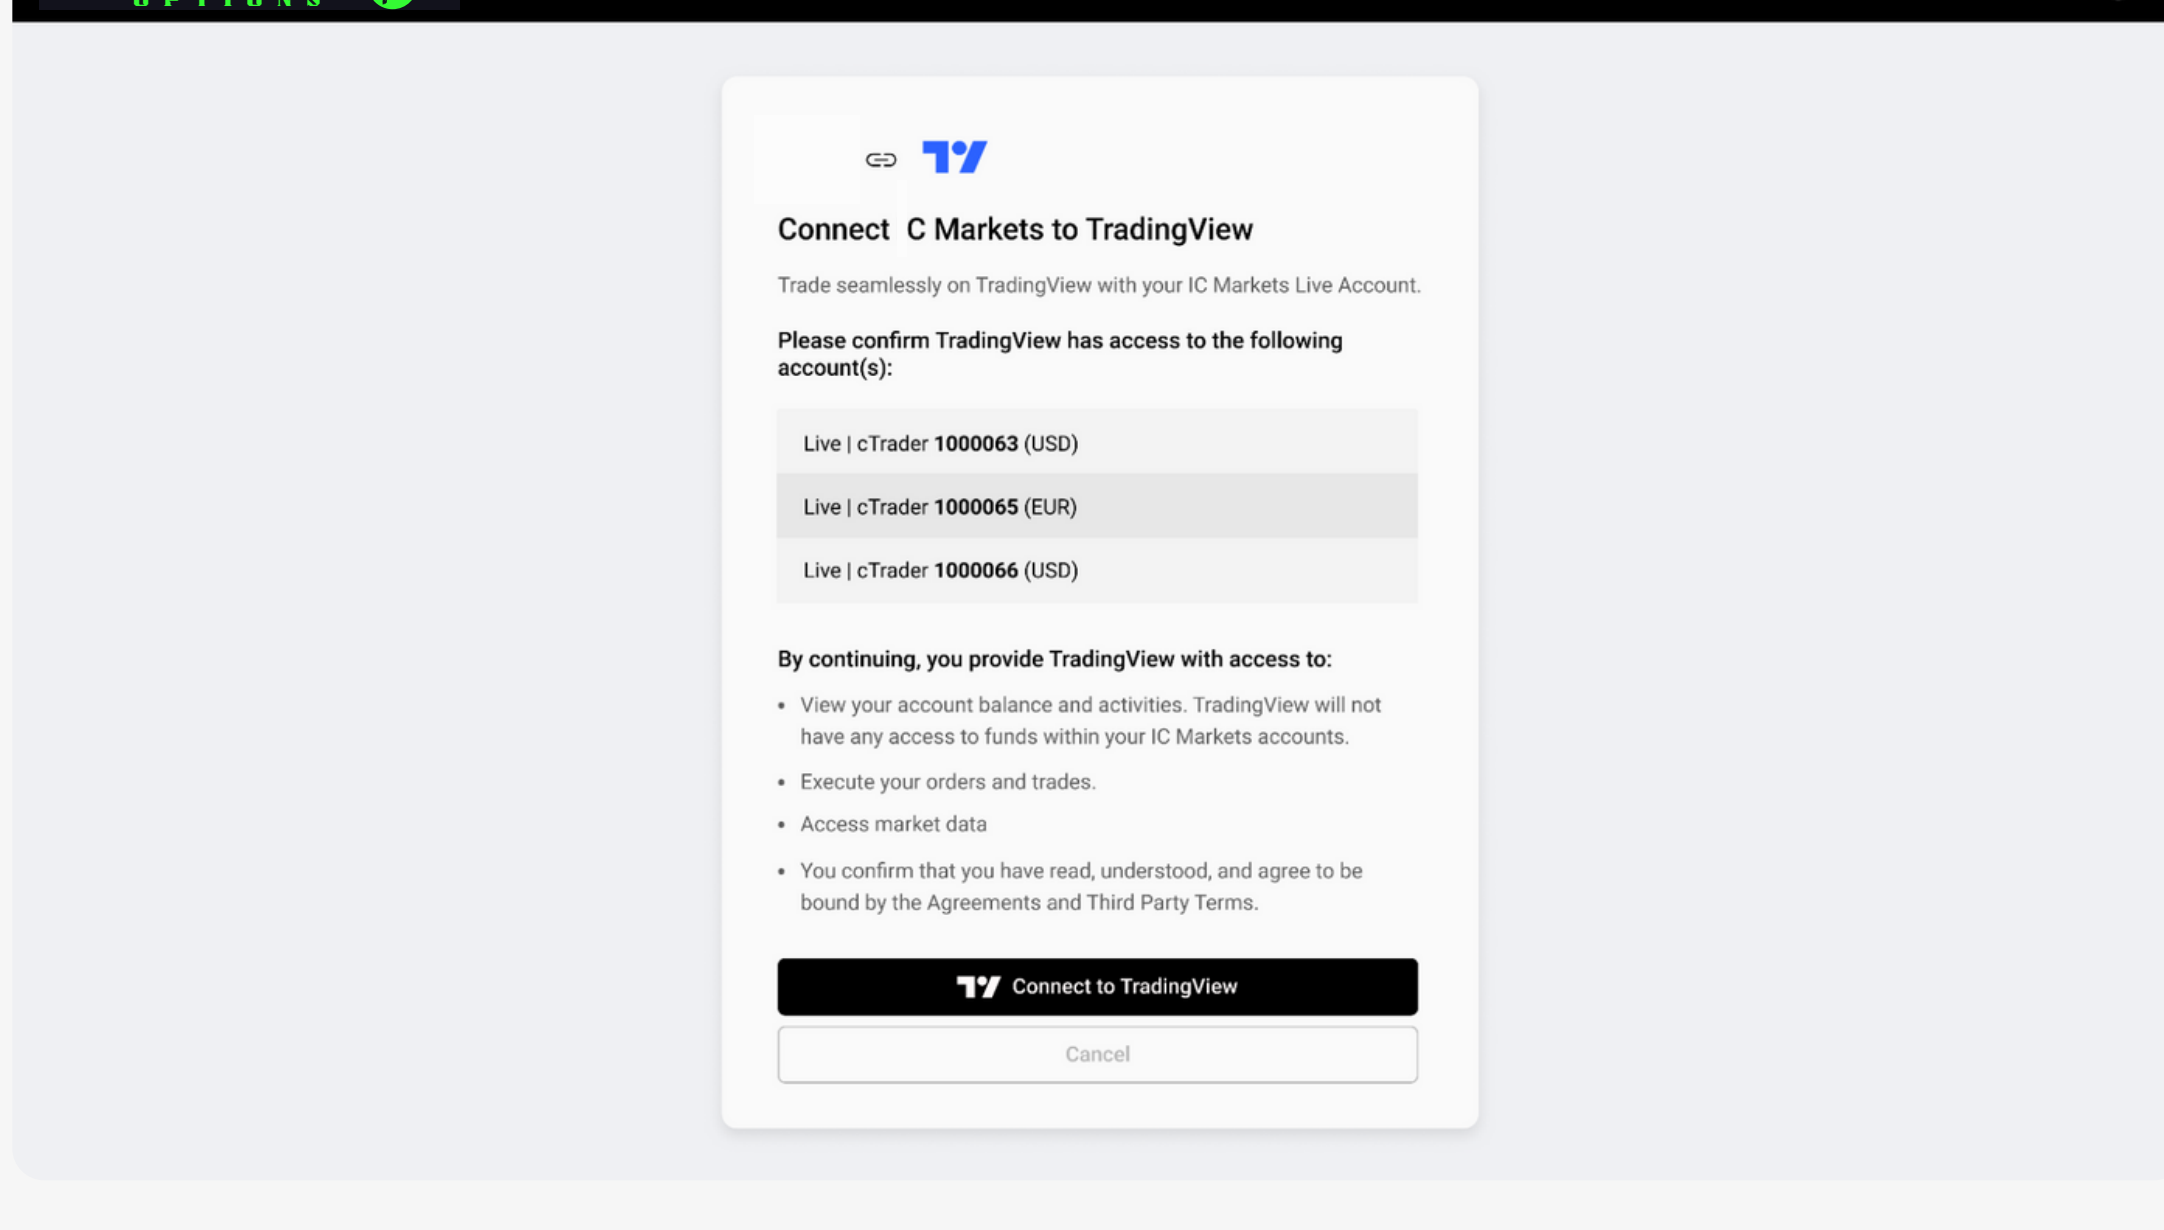 Connect C Markets to TradingView
Trade seamlessly on TradingView with your IC Markets Live Account.
Please confirm TradingView has access to the following
account(s):
Live | cTrader 1000063 (USD)
Live | cTrader 1000065 (EUR)
Live | cTrader 1000066 (USD)
By continuing, you provide TradingView with access to:
• View your account balance and activities. TradingView will not
have any access to funds within your IC Markets accounts.
• Execute your orders and trades.
• Access market data
• You confirm that you have read, understood, and agree to be
bound by the Agreements and Third Party Terms.
Connect to TradingView
Cancel